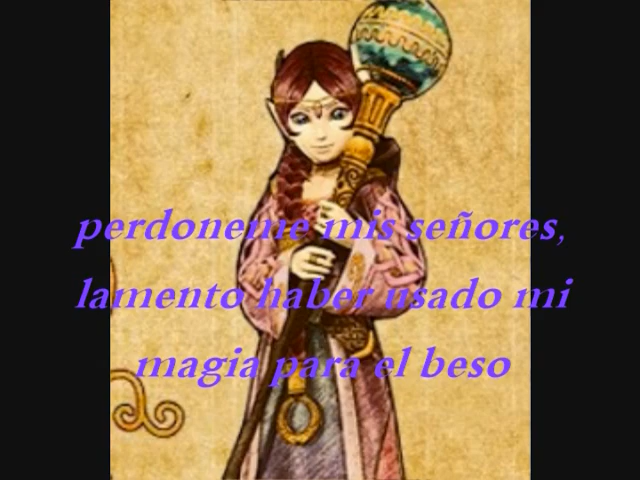 perdoneme mis señores,
lamento haber usado mi
magia para el beso